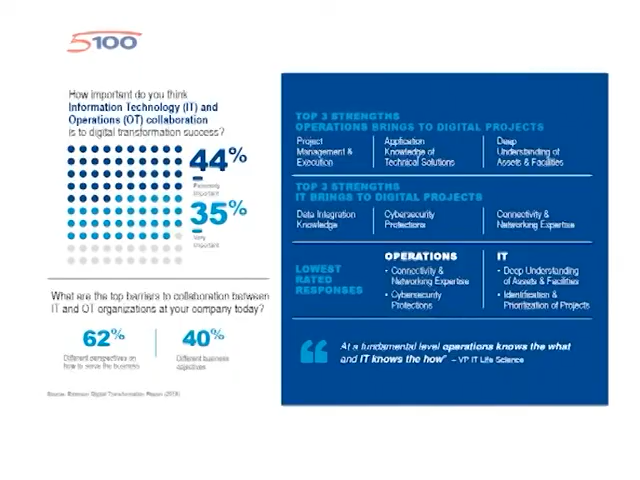 5100
How important do you think
Information Technology (IT) and
Operations (OT) collaboration
is to digital transformation success?
44%
Extremely
Important
35%
Very
Important
What are the top barriers to collaboration between
IT and OT organizations at your company today?
62%
Different perspectives on
how to serve the business
40%
Different business
objectives
Digital Transformation Report (2019)
TOP 3 STRENGTHS
OPERATIONS BRINGS TO DIGITAL PROJECTS
Project
Management &
Execution
Application
Knowledge of
Technical Solutions
Deep
Understanding of
Assets & Facilities
TOP 3 STRENGTHS
IT BRINGS TO DIGITAL PROJECTS
Data Integration
Knowledge
Cybersecurity
Protections
Connectivity &
Networking Expertise
LOWEST
RATED
RESPONSES
OPERATIONS
• Connectivity &
Networking Expertise
• Cybersecurity
Protections
IT
• Deep Understanding
of Assets & Facilities
• Identification &
Prioritization of Projects
“ At a fundamental level operations knows the what
and IT knows the how” – VP IT Life Science